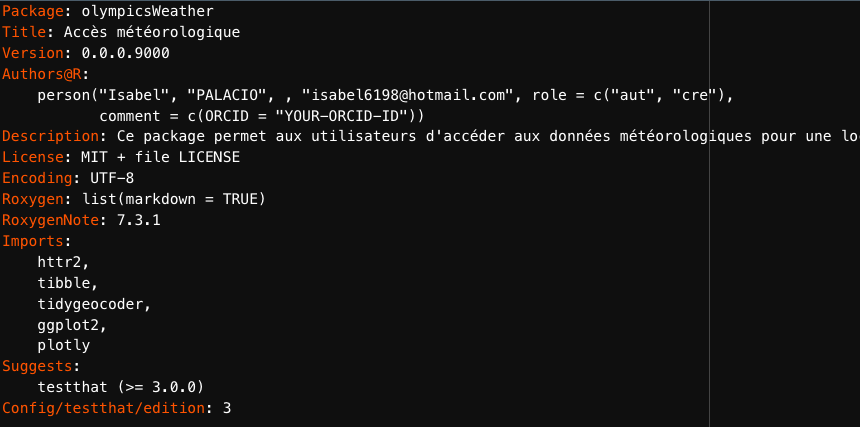 Package: olympicsWeather
Title: Accès météorologique
Version: 0.0.0.9000
Authors@R:
    person("Isabel", "PALACIO", , "isabel6198@hotmail.com", role = c("aut", "cre"),
           comment = c(ORCID = "YOUR-ORCID-ID"))
Description: Ce package permet aux utilisateurs d'accéder aux données météorologiques pour une lo
License: MIT + file LICENSE
Encoding: UTF-8
Roxygen: list(markdown = TRUE)
RoxygenNote: 7.3.1
Imports:
    httr2,
    tibble,
    tidygeocoder,
    ggplot2,
    plotly
Suggests:
    testthat (>= 3.0.0)
Config/testthat/edition: 3